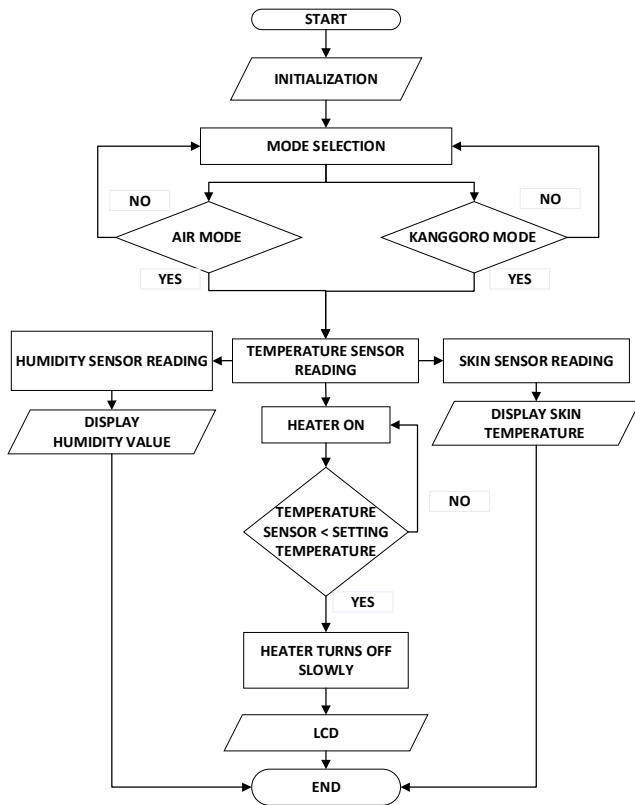 START
INITIALIZATION
MODE SELECTION
NO
NO
AIR MODE
KANGGORO MODE
YES
YES
HUMIDITY SENSOR READING
TEMPERATURE SENSOR
READING
SKIN SENSOR READING
DISPLAY
HUMIDITY VALUE
HEATER ON
DISPLAY SKIN
TEMPERATURE
TEMPERATURE
SENSOR < SETTING
TEMPERATURE
NO
YES
HEATER TURNS OFF
SLOWLY
LCD
END